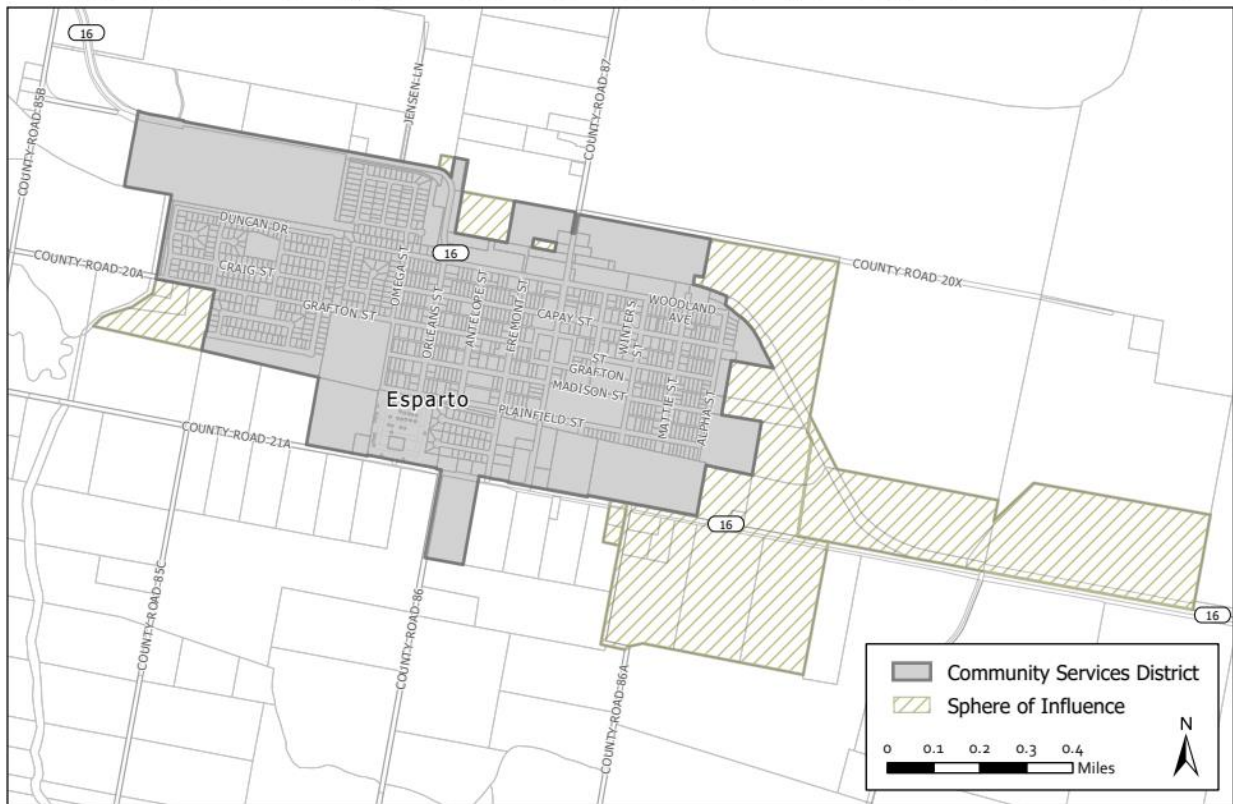 16
COUNTY ROAD 85B
JENSEN LN
COUNTY ROAD 87
DUNCAN DR
16
COUNTY ROAD 20A
CRAIG ST
OMEGA ST
COUNTY ROAD 20X
GRAFTON ST
ORLEANS ST
ANTELOPE ST
FREMONT ST
CAPAY ST
WINTERS
ST
WOODLAND
AVE
ST
GRAFTON
MADISON ST
Esparto
PLAINFIELD ST
MATTIE ST
ALPHA ST
COUNTY ROAD 21A
16
COUNTY ROAD 85C
COUNTY ROAD 86
COUNTY ROAD 86A
16
Community Services District
Sphere of Influence
N
0 0.1 0.2 0.3 0.4
Miles